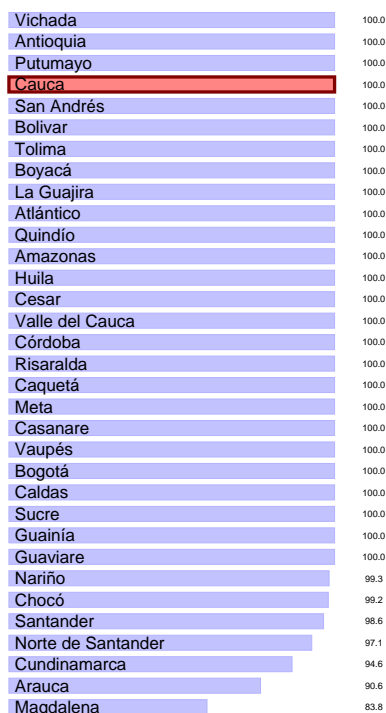 Vichada 100.0
Antioquia 100.0
Putumayo 100.0
Cauca 100.0
San Andrés 100.0
Bolivar 100.0
Tolima 100.0
Boyacá 100.0
La Guajira 100.0
Atlántico 100.0
Quindío 100.0
Amazonas 100.0
Huila 100.0
Cesar 100.0
Valle del Cauca 100.0
Córdoba 100.0
Risaralda 100.0
Caquetá 100.0
Meta 100.0
Casanare 100.0
Vaupés 100.0
Bogotá 100.0
Caldas 100.0
Sucre 100.0
Guainía 100.0
Guaviare 100.0
Nariño 99.3
Chocó 99.2
Santander 98.6
Norte de Santander 97.1
Cundinamarca 94.6
Arauca 90.6
Magdalena 83.8